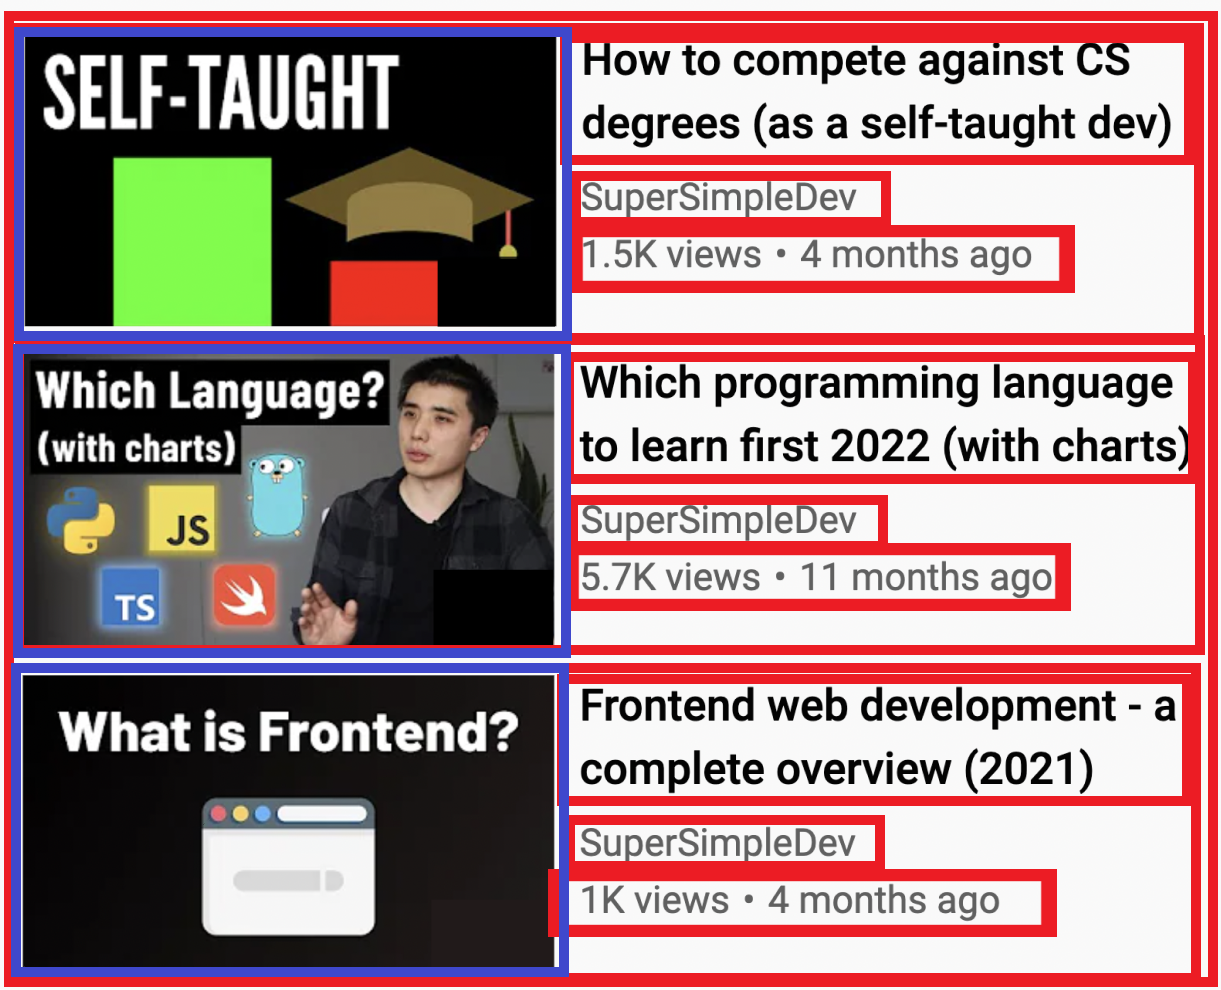 SELF-TAUGHT
How to compete against CS
degrees (as a self-taught dev)
SuperSimpleDev
1.5K views • 4 months ago
Which Language?
(with charts)
JS
TS
Which programming language
to learn first 2022 (with charts)
SuperSimpleDev
5.7K views • 11 months ago
What is Frontend?
Frontend web development - a
complete overview (2021)
SuperSimpleDev
1K views • 4 months ago